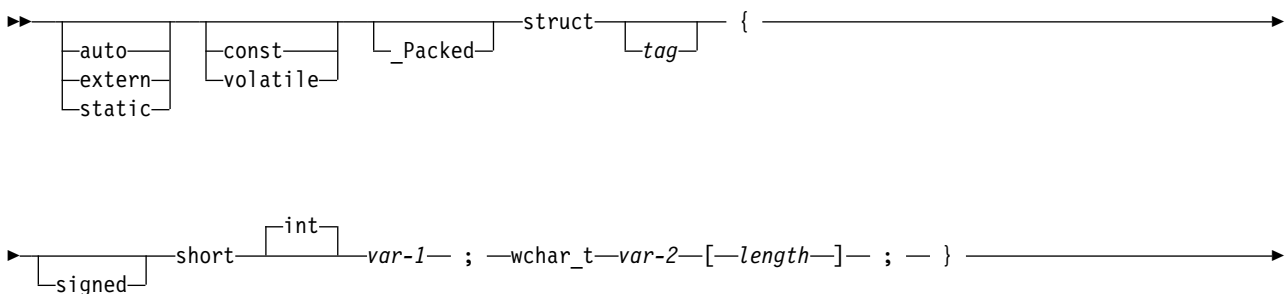 struct {
auto const _Packed tag
extern volatile
static
int
short var-1 ; wchar_t var-2 [ length ] ; }
signed